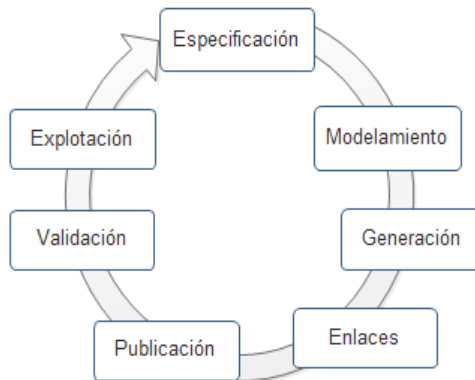 Especificación
Modelamiento
Generación
Enlaces
Publicación
Validación
Explotación